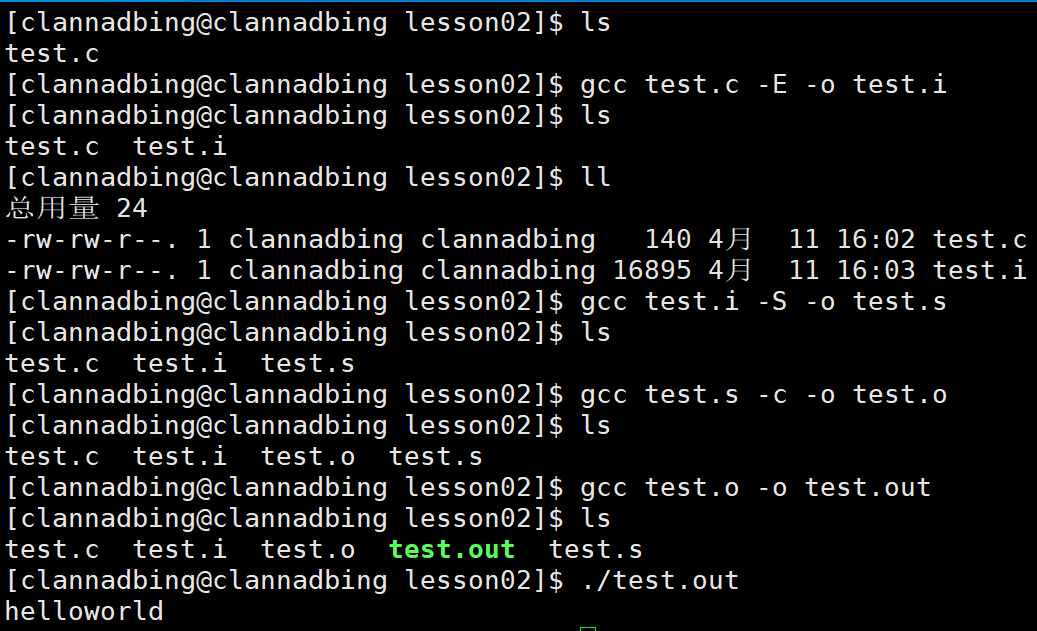 [clannadbing@clannadbing lesson02]$ ls
test.c
[clannadbing@clannadbing lesson02]$ gcc test.c -E -o test.i
[clannadbing@clannadbing lesson02]$ ls
test.c  test.i
[clannadbing@clannadbing lesson02]$ ll
总用量 24
-rw-rw-r--. 1 clannadbing clannadbing   140 4月  11 16:02 test.c
-rw-rw-r--. 1 clannadbing clannadbing 16895 4月  11 16:03 test.i
[clannadbing@clannadbing lesson02]$ gcc test.i -S -o test.s
[clannadbing@clannadbing lesson02]$ ls
test.c  test.i  test.s
[clannadbing@clannadbing lesson02]$ gcc test.s -c -o test.o
[clannadbing@clannadbing lesson02]$ ls
test.c  test.i  test.o  test.s
[clannadbing@clannadbing lesson02]$ gcc test.o -o test.out
[clannadbing@clannadbing lesson02]$ ls
test.c  test.i  test.o  test.out  test.s
[clannadbing@clannadbing lesson02]$ ./test.out
helloworld